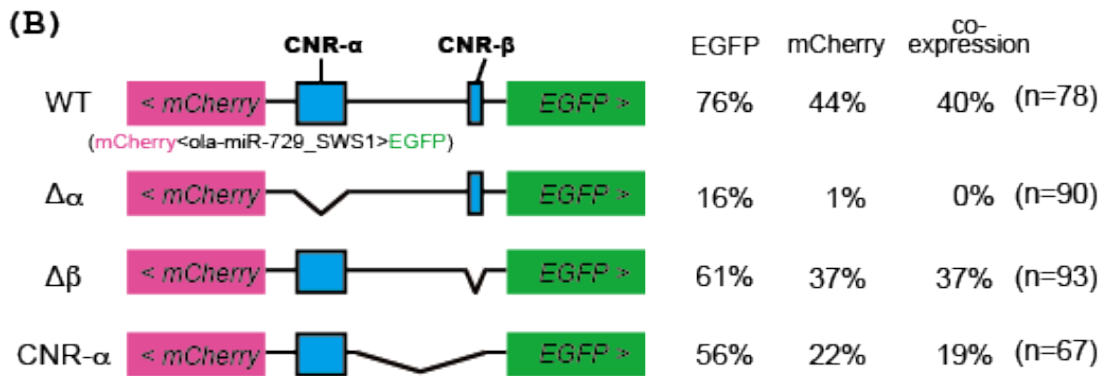 (B)
CNR-α CNR-β EGFP mCherry co-expression
WT < mCherry EGFP > 76% 44% 40% (n=78)
(mCherry<ola-miR-729_SWS1>EGFP)
Δα < mCherry EGFP > 16% 1% 0% (n=90)
Δβ < mCherry EGFP > 61% 37% 37% (n=93)
CNR-α < mCherry EGFP > 56% 22% 19% (n=67)